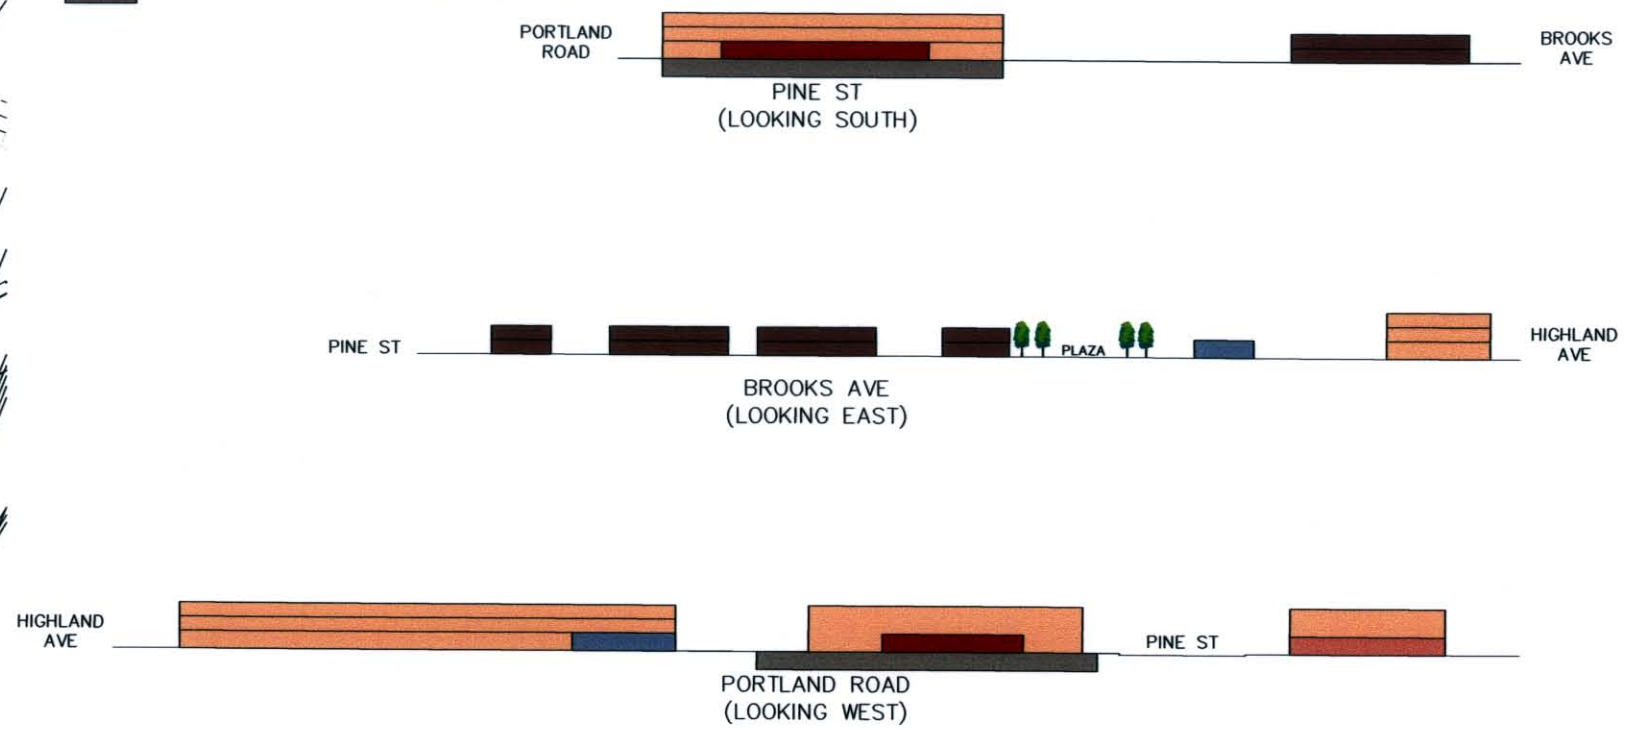 PORTLAND
ROAD
BROOKS
AVE
PINE ST
(LOOKING SOUTH)
PINE ST
PLAZA
HIGHLAND
AVE
BROOKS AVE
(LOOKING EAST)
HIGHLAND
AVE
PINE ST
PORTLAND ROAD
(LOOKING WEST)